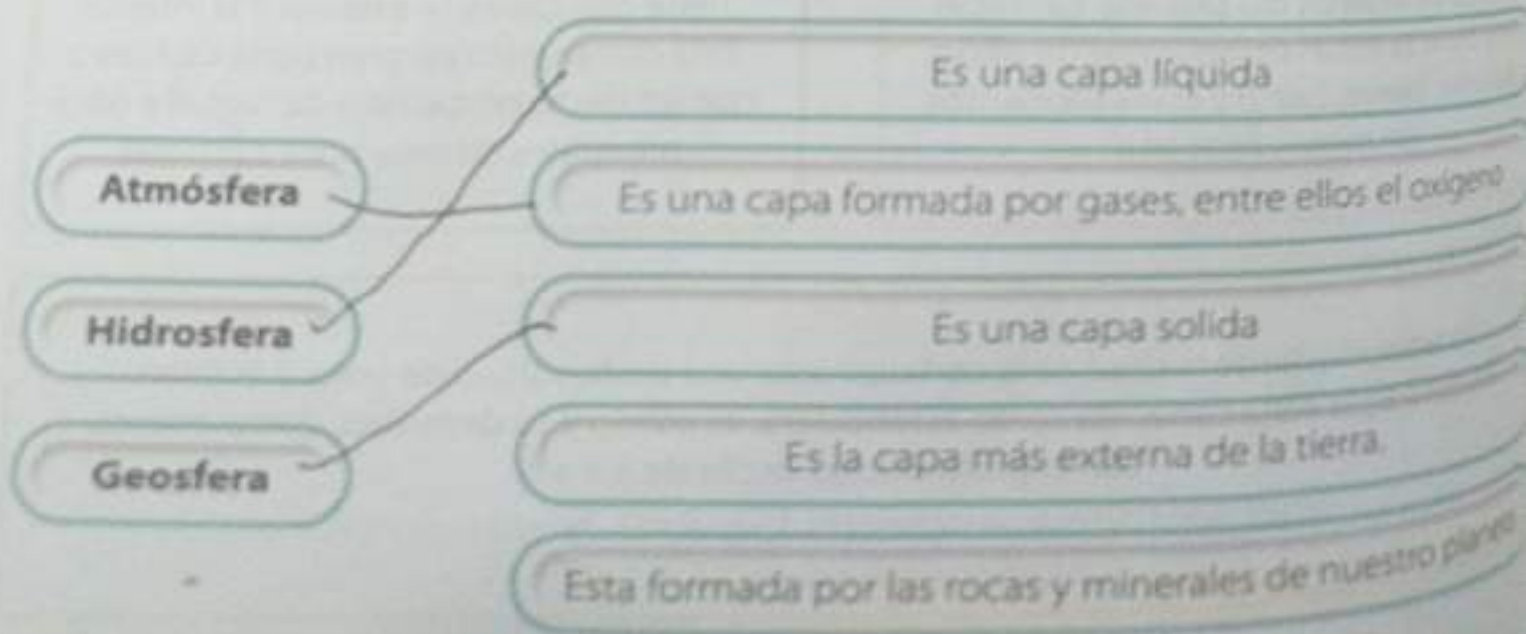 Es una capa líquida
Atmósfera
Es una capa formada por gases, entre ellos el oxígeno
Hidrosfera
Es una capa solida
Geosfera
Es la capa más externa de la tierra.
Esta formada por las rocas y minerales de nuestro planeta